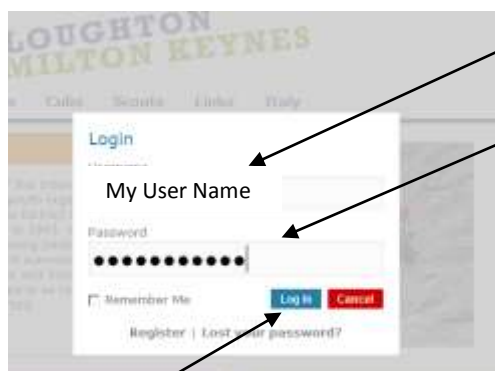 LOUGHTON
MILTON KEYNES
Cubs Scouts Links Italy
Login
My User Name
Password
Remember Me Log In Cancel
Register | Lost your password?